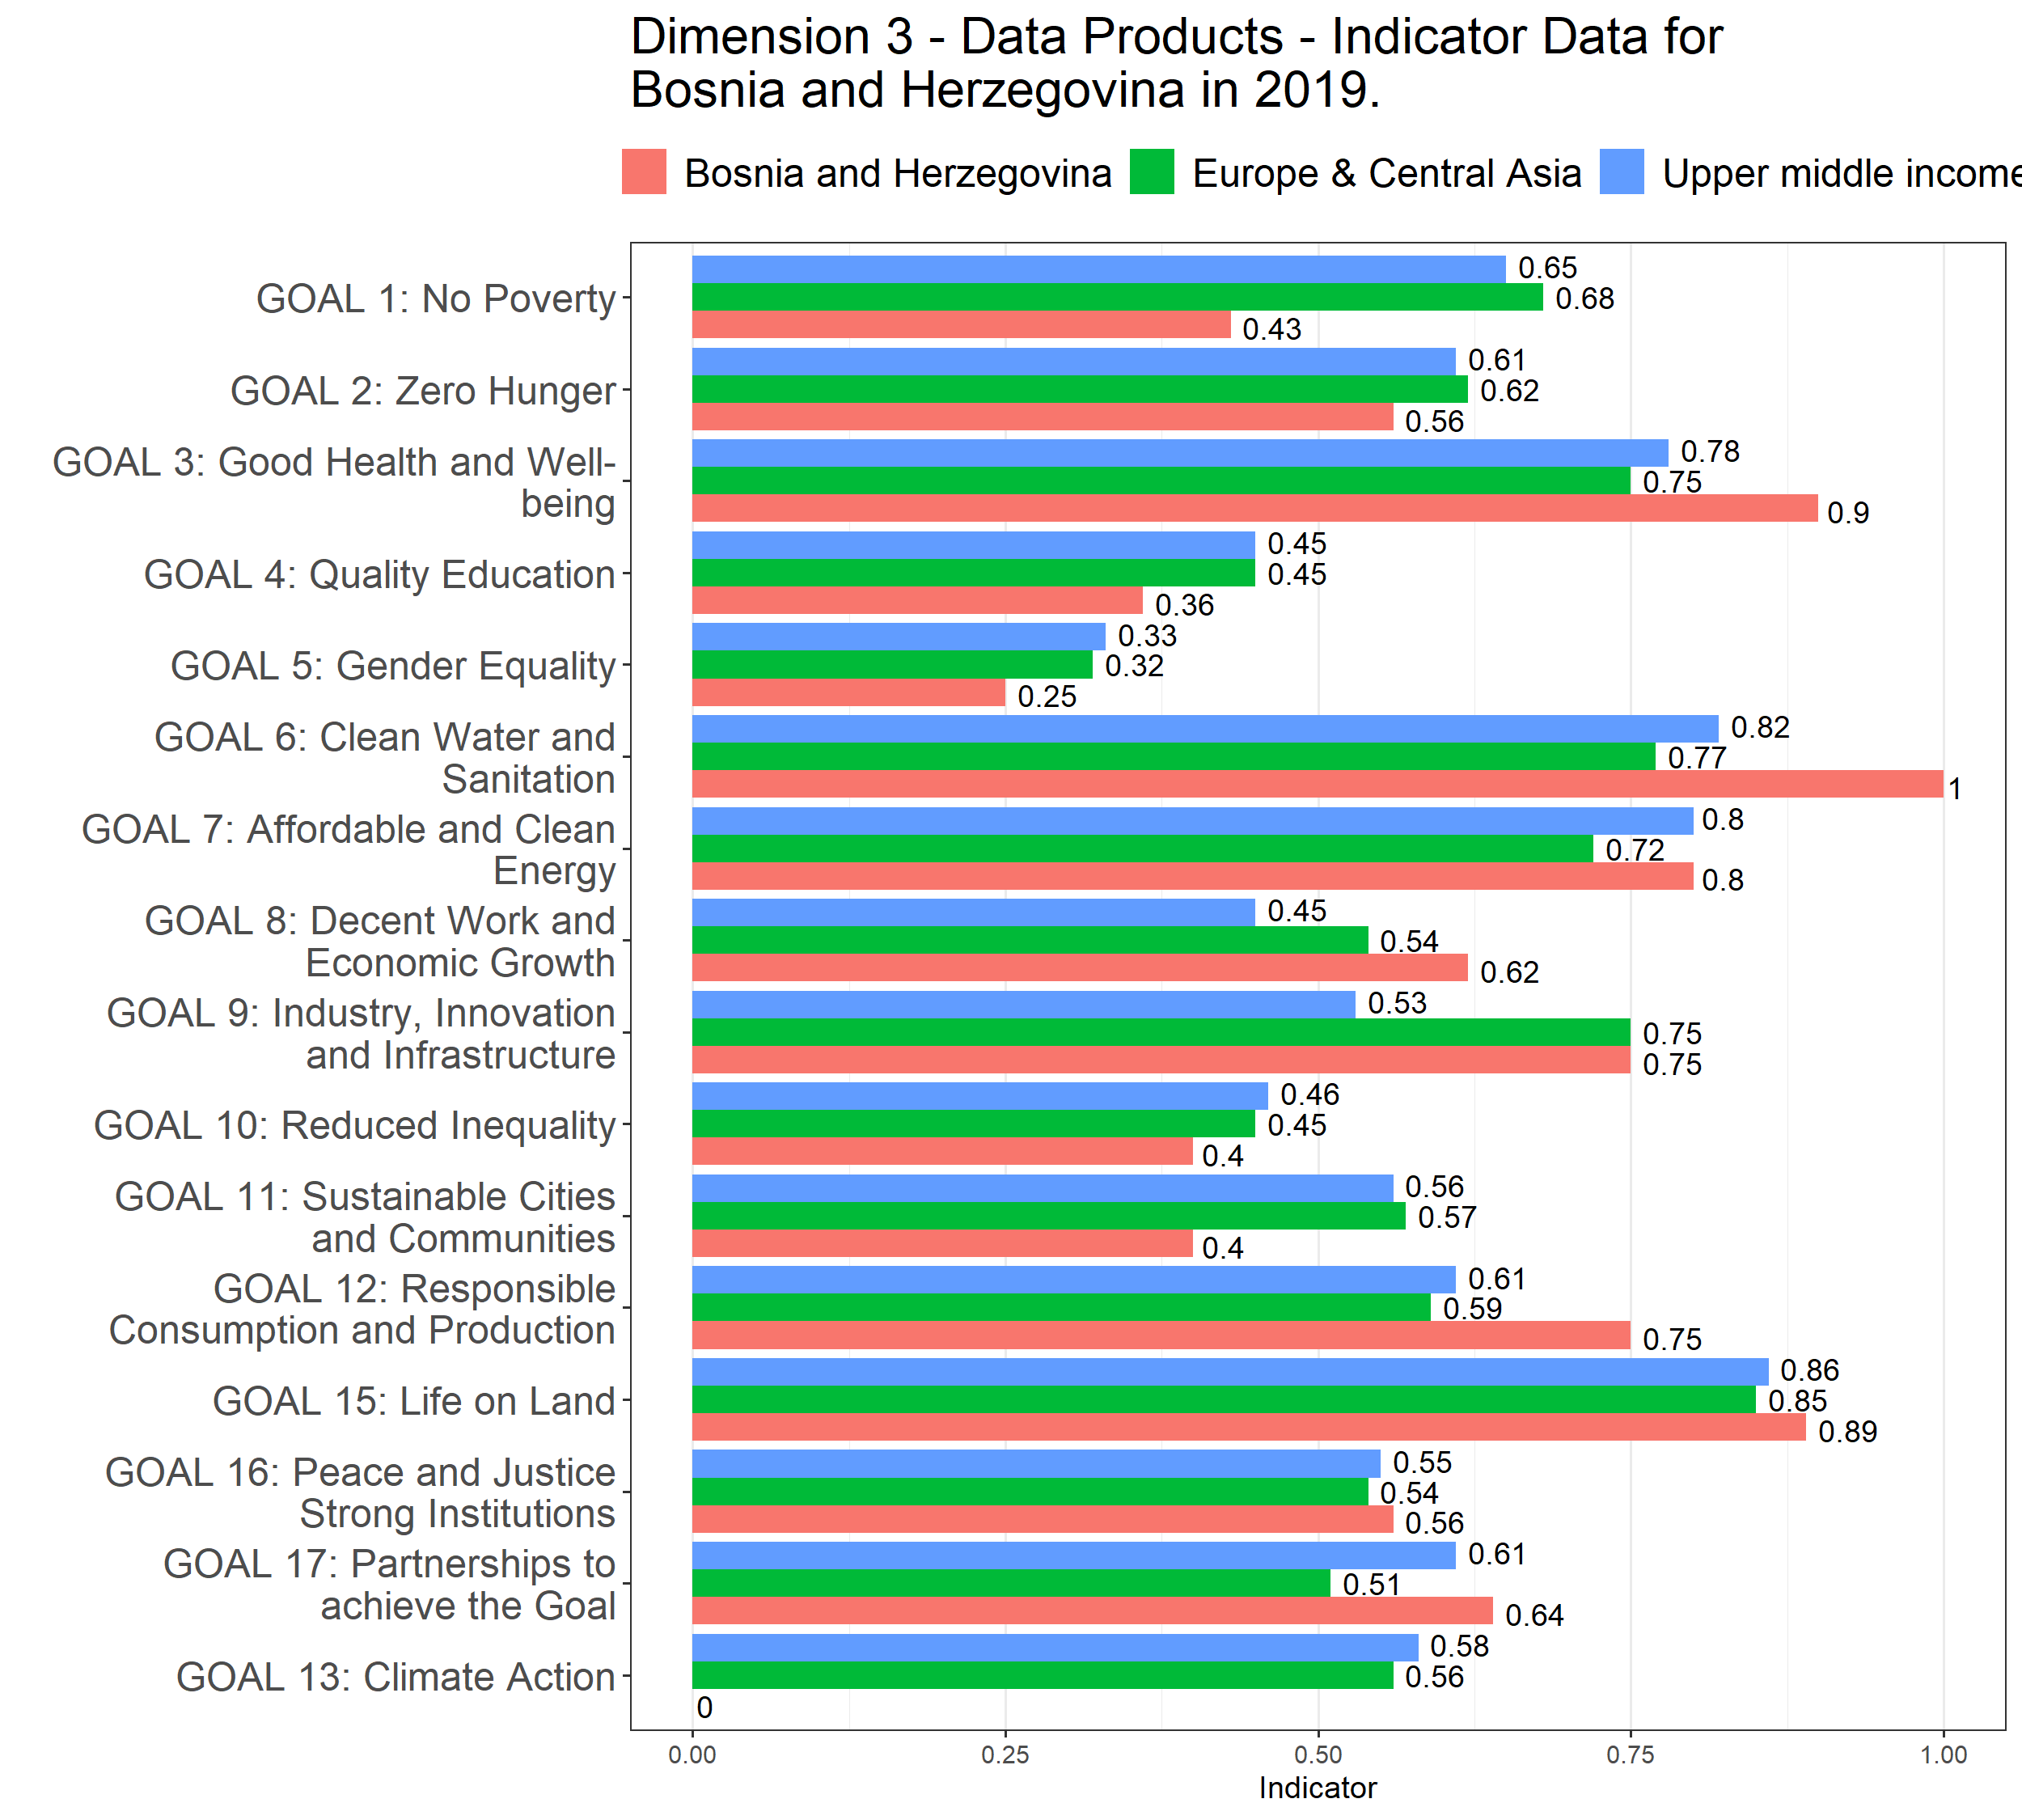 Dimension 3 - Data Products - Indicator Data for
Bosnia and Herzegovina in 2019.
Bosnia and Herzegovina Europe & Central Asia Upper middle income
GOAL 1: No Poverty
0.65
0.68
0.43
GOAL 2: Zero Hunger
0.61
0.62
0.56
GOAL 3: Good Health and Well-
being
0.78
0.75
0.9
GOAL 4: Quality Education
0.45
0.45
0.36
GOAL 5: Gender Equality
0.33
0.32
0.25
GOAL 6: Clean Water and
Sanitation
0.82
0.77
1
GOAL 7: Affordable and Clean
Energy
0.8
0.72
0.8
GOAL 8: Decent Work and
Economic Growth
0.45
0.54
0.62
GOAL 9: Industry, Innovation
and Infrastructure
0.53
0.75
0.75
GOAL 10: Reduced Inequality
0.46
0.45
0.4
GOAL 11: Sustainable Cities
and Communities
0.56
0.57
0.4
GOAL 12: Responsible
Consumption and Production
0.61
0.59
0.75
GOAL 15: Life on Land
0.86
0.85
0.89
GOAL 16: Peace and Justice
Strong Institutions
0.55
0.54
0.56
GOAL 17: Partnerships to
achieve the Goal
0.61
0.51
0.64
GOAL 13: Climate Action
0.58
0.56
0
0.00 0.25 0.50 0.75 1.00
Indicator